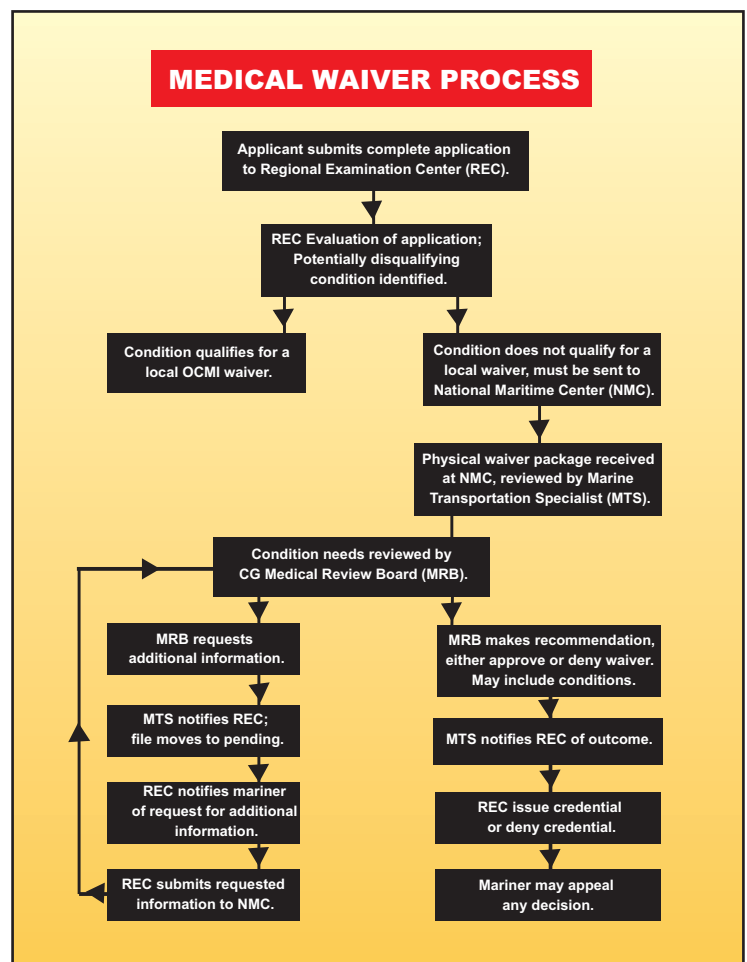 MEDICAL WAIVER PROCESS
Applicant submits complete application
to Regional Examination Center (REC).
REC Evaluation of application;
Potentially disqualifying
condition identified.
Condition qualifies for a
local OCMI waiver.
Condition does not qualify for a
local waiver, must be sent to
National Maritime Center (NMC).
Physical waiver package received
at NMC, reviewed by Marine
Transportation Specialist (MTS).
Condition needs reviewed by
CG Medical Review Board (MRB).
MRB requests
additional information.
MTS notifies REC;
file moves to pending.
REC notifies mariner
of request for additional
information.
REC submits requested
information to NMC.
MRB makes recommendation,
either approve or deny waiver.
May include conditions.
MTS notifies REC of outcome.
REC issue credential
or deny credential.
Mariner may appeal
any decision.